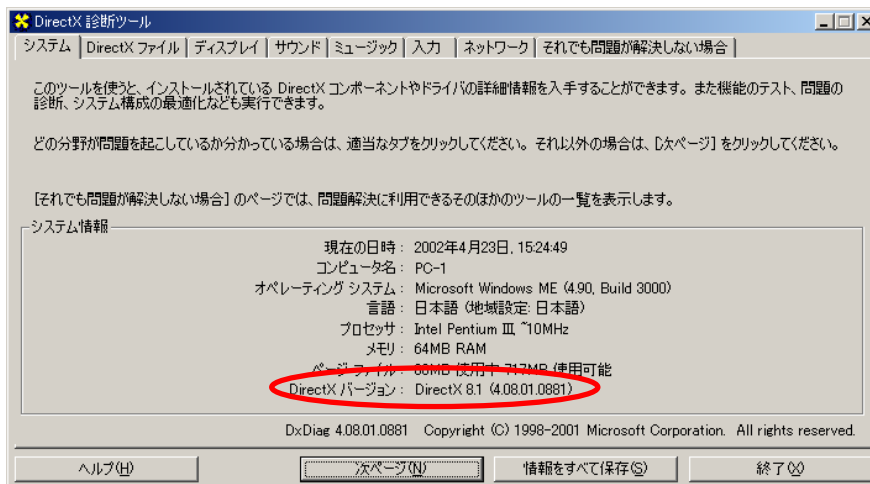 DirectX 診断ツール
システム DirectX ファイル ディスプレイ サウンド ミュージック 入力 ネットワーク それでも問題が解決しない場合
このツールを使うと、インストールされている DirectX コンポーネントやドライバの詳細情報を入手することができます。また機能のテスト、問題の
診断、システム構成の最適化なども実行できます。
どの分野が問題を起こしているか分かっている場合は、適当なタブをクリックしてください。それ以外の場合は、[次ページ] をクリックしてください。
[それでも問題が解決しない場合] のページでは、問題解決に利用できるそのほかのツールの一覧を表示します。
システム情報
現在の日時: 2002年4月23日, 15:24:49
コンピュータ名: PC-1
オペレーティング システム: Microsoft Windows ME (4.90, Build 3000)
言語: 日本語 (地域設定: 日本語)
プロセッサ: Intel Pentium III, ~10MHz
メモリ: 64MB RAM
ページ ファイル: 使用中 717MB 使用可能
DirectX バージョン: DirectX 8.1 (4.08.01.0881)
DxDiag 4.08.01.0881 Copyright (C) 1998-2001 Microsoft Corporation. All rights reserved.
ヘルプ(H) 次ページ(N) 情報をすべて保存(S) 終了(X)